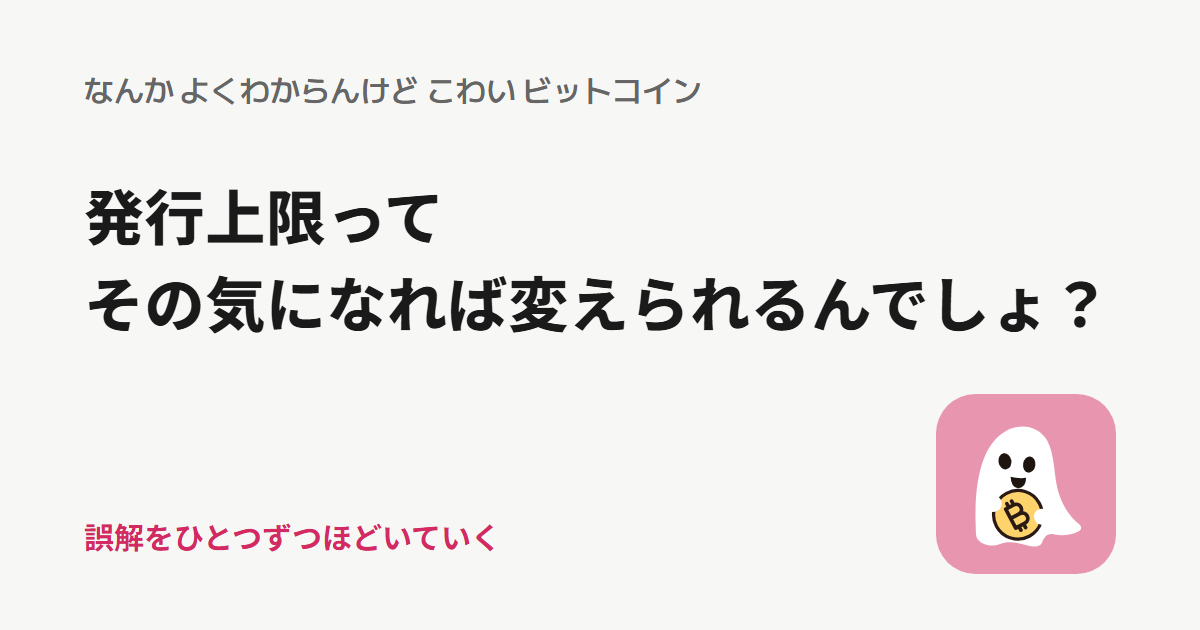 なんか よくわからんけど こわい ビットコイン
発行上限って
その気になれば変えられるんでしょ？
誤解をひとつずつほどいていく